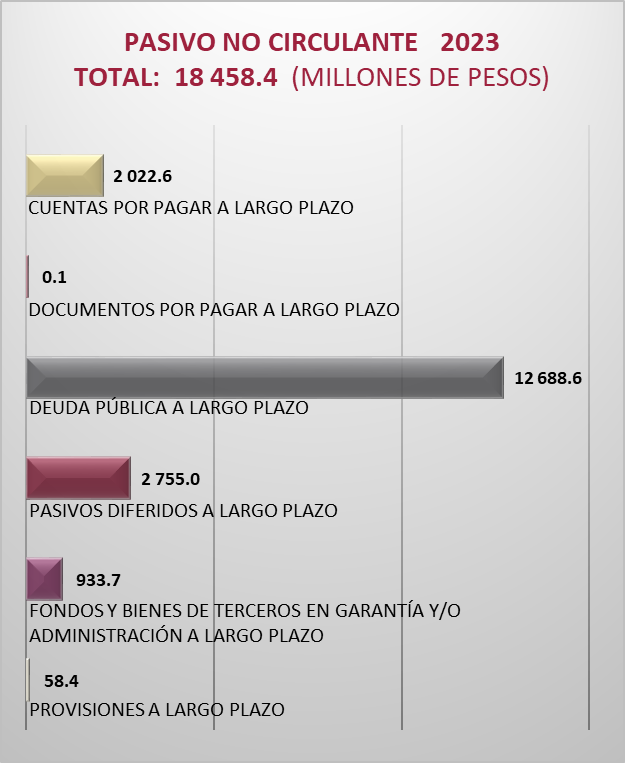 PASIVO NO CIRCULANTE 2023
TOTAL: 18 458.4 (MILLONES DE PESOS)
2 022.6
CUENTAS POR PAGAR A LARGO PLAZO
0.1
DOCUMENTOS POR PAGAR A LARGO PLAZO
12 688.6
DEUDA PÚBLICA A LARGO PLAZO
2 755.0
PASIVOS DIFERIDOS A LARGO PLAZO
933.7
FONDOS Y BIENES DE TERCEROS EN GARANTÍA Y/O
ADMINISTRACIÓN A LARGO PLAZO
58.4
PROVISIONES A LARGO PLAZO